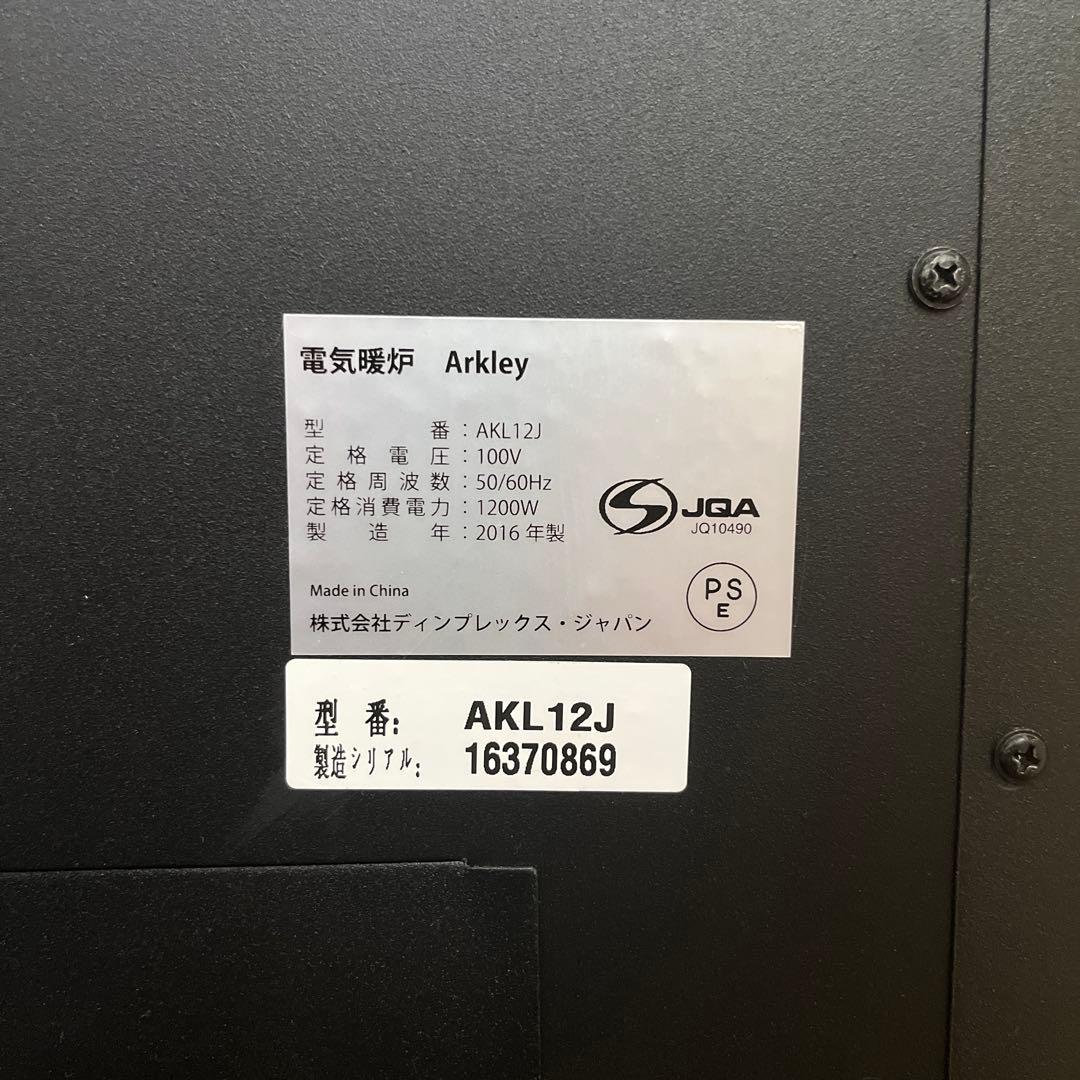 電気暖炉 Arkley
型番：AKL12J
定格電圧：100V
定格周波数：50/60Hz
定格消費電力：1200W
製造年：2016 年製
JQA
JQ10490
PS
E
Made in China
株式会社ディンプレックス・ジャパン
型番: AKL12J
製造シリアル: 16370869